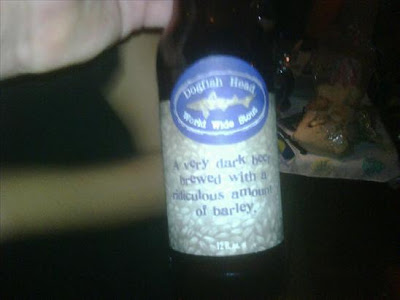 Dogfish Head
World Wide Stout
A very dark beer
brewed with a
ridiculous amount
of barley.